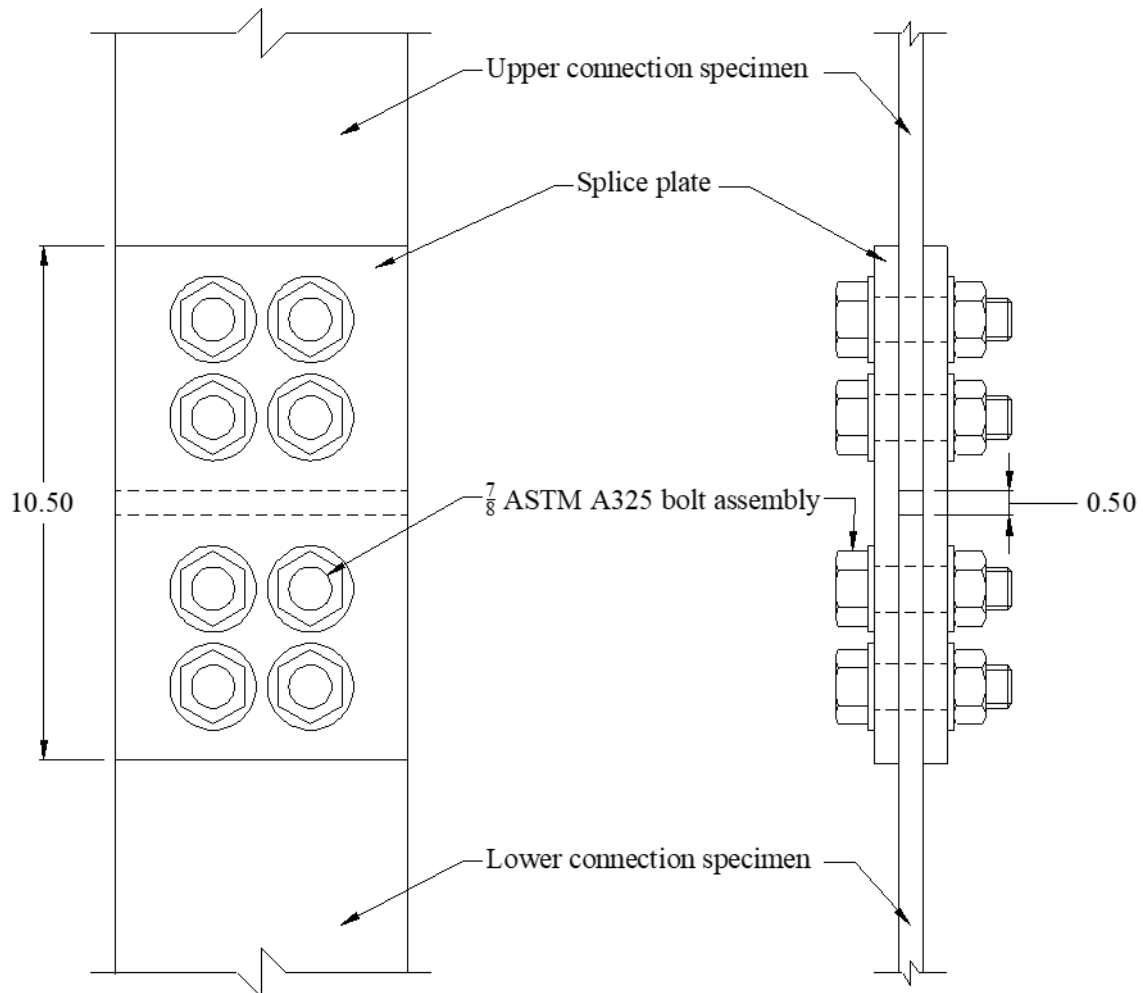 Upper connection specimen
Splice plate
10.50
⅞ ASTM A325 bolt assembly
0.50
Lower connection specimen